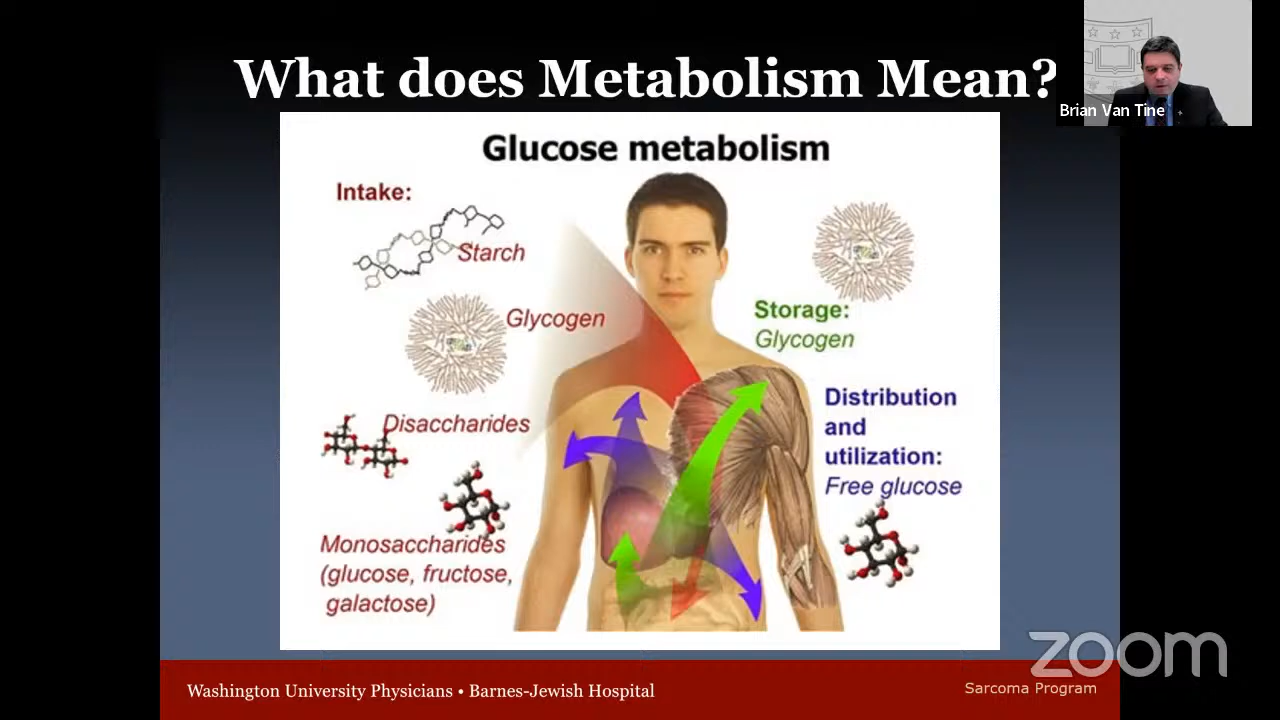 What does Metabolism Mean?
Brian Van Tine
Glucose metabolism
Intake:
Starch
Glycogen
Disaccharides
Monosaccharides
(glucose, fructose,
galactose)
Storage:
Glycogen
Distribution
and
utilization:
Free glucose
zoom
Washington University Physicians • Barnes-Jewish Hospital
Sarcoma Program